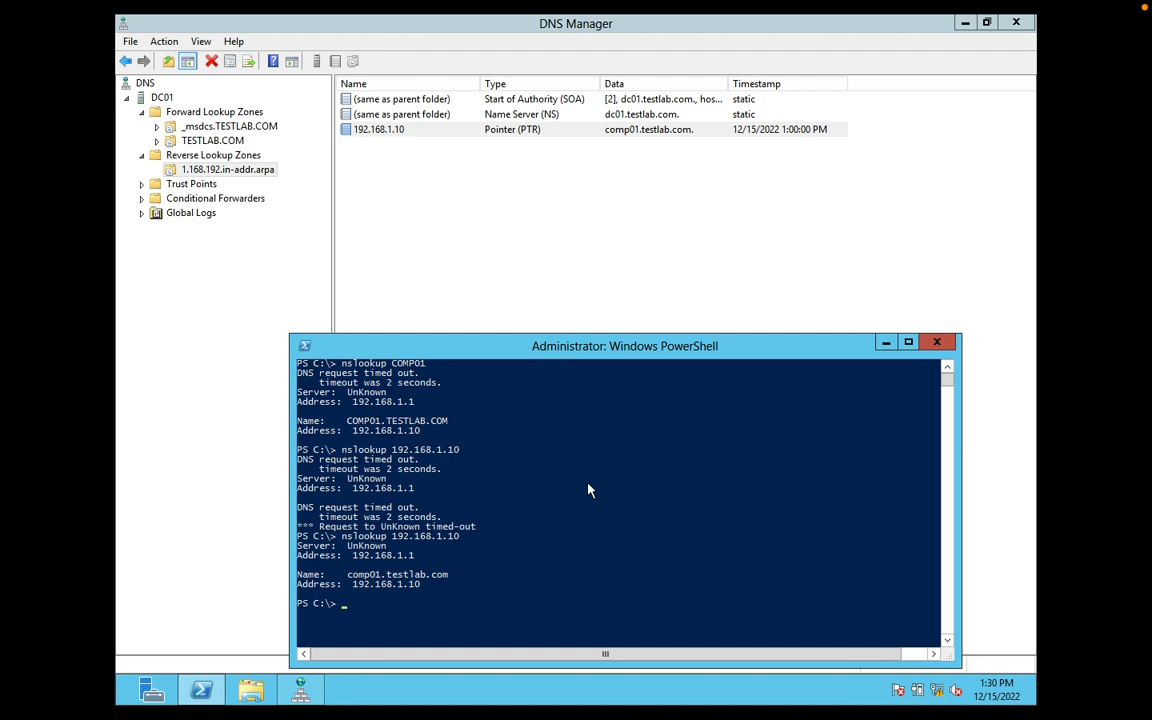 DNS Manager
File Action View Help
DNS
DC01
Forward Lookup Zones
_msdcs.TESTLAB.COM
TESTLAB.COM
Reverse Lookup Zones
1.168.192.in-addr.arpa
Trust Points
Conditional Forwarders
Global Logs
Name Type Data Timestamp
(same as parent folder) Start of Authority (SOA) [2], dc01.testlab.com., hos... static
(same as parent folder) Name Server (NS) dc01.testlab.com. static
192.168.1.10 Pointer (PTR) comp01.testlab.com. 12/15/2022 1:00:00 PM
Administrator: Windows PowerShell
PS C:\> nslookup COMP01
DNS request timed out.
timeout was 2 seconds.
Server: UnKnown
Address: 192.168.1.1
Name: COMP01.TESTLAB.COM
Address: 192.168.1.10
PS C:\> nslookup 192.168.1.10
DNS request timed out.
timeout was 2 seconds.
Server: UnKnown
Address: 192.168.1.1
DNS request timed out.
timeout was 2 seconds.
*** Request to UnKnown timed-out
PS C:\> nslookup 192.168.1.10
Server: UnKnown
Address: 192.168.1.1
Name: comp01.testlab.com
Address: 192.168.1.10
PS C:\> _
1:30 PM
12/15/2022